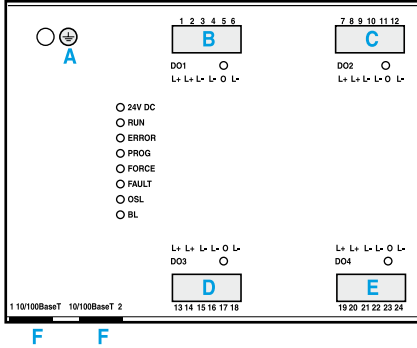 1 2 3 4 5 6
7 8 9 10 11 12
A
B
C
DO1
DO2
L+ L+ L- L- O L-
L+ L+ L- L- O L-
24V DC
RUN
ERROR
PROG
FORCE
FAULT
OSL
BL
L+ L+ L- L- O L-
L+ L+ L- L- O L-
DO3
DO4
D
E
1 10/100BaseT
10/100BaseT 2
13 14 15 16 17 18
19 20 21 22 23 24
F
F